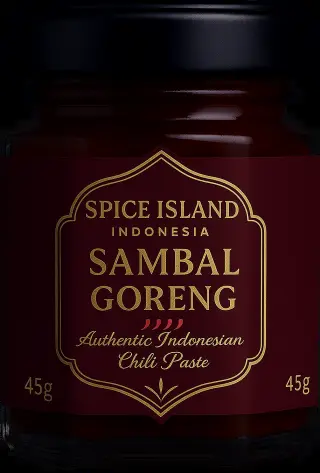 SPICE ISLAND
INDONESIA
SAMBAL
GORENG
Authentic Indonesian
Chili Paste
45g
45g